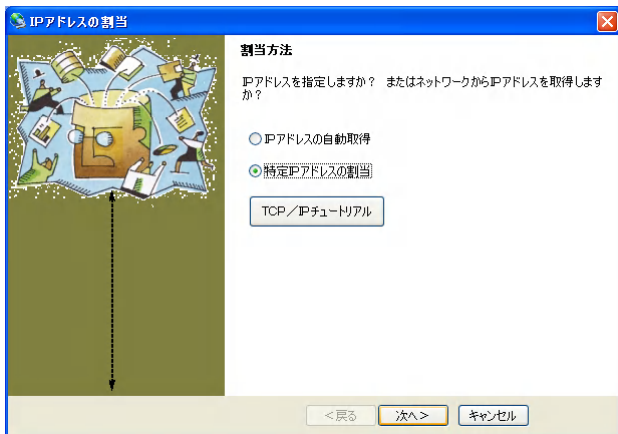 IPアドレスの割当
割当方法
IPアドレスを指定しますか？ またはネットワークからIPアドレスを取得します
か？
IPアドレスの自動取得
特定IPアドレスの割当
TCP／IPチュートリアル
<戻る 次へ> キャンセル